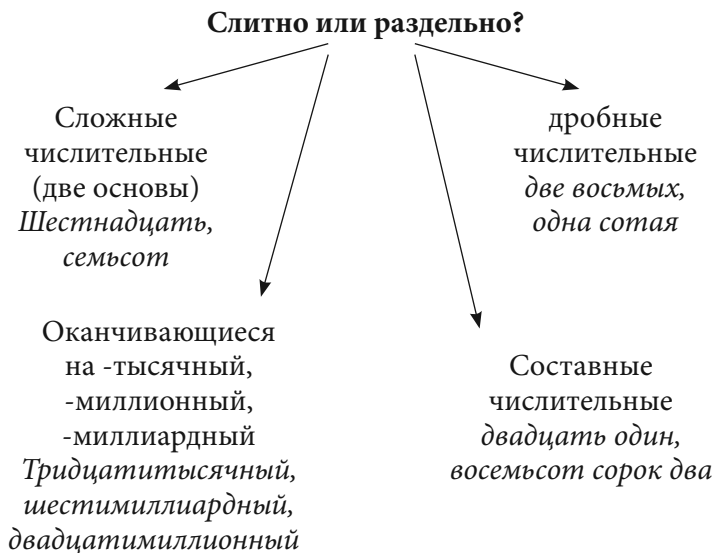 Слитно или раздельно?
Сложные
числительные
(две основы)
Шестнадцать,
семьсот
дробные
числительные
две восьмых,
одна сотая
Оканчивающиеся
на -тысячный,
-миллионный,
-миллиардный
Тридцатитысячный,
шестимиллиардный,
двадцатимиллионный
Составные
числительные
двадцать один,
восемьсот сорок два